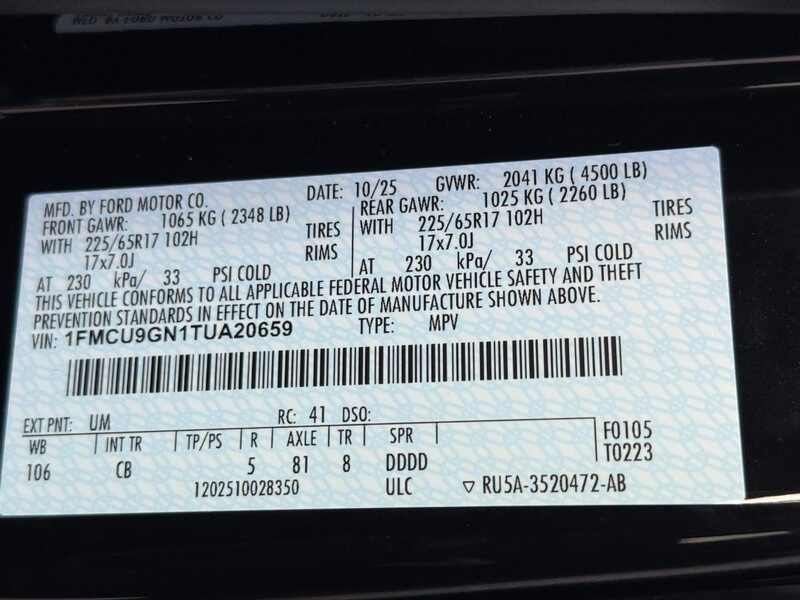 MFD. BY FORD MOTOR CO. DATE: 10/25 GVWR: 2041 KG ( 4500 LB)
FRONT GAWR: 1065 KG ( 2348 LB) REAR GAWR: 1025 KG ( 2260 LB)
WITH 225/65R17 102H TIRES WITH 225/65R17 102H TIRES
17x7.0J RIMS 17x7.0J RIMS
AT 230 kPa/ 33 PSI COLD AT 230 kPa/ 33 PSI COLD
THIS VEHICLE CONFORMS TO ALL APPLICABLE FEDERAL MOTOR VEHICLE SAFETY AND THEFT
PREVENTION STANDARDS IN EFFECT ON THE DATE OF MANUFACTURE SHOWN ABOVE.
VIN: 1FMCU9GN1TUA20659 TYPE: MPV
EXT PNT: UM RC: 41 DSO:
WB INT TR TP/PS R AXLE TR SPR F0105
106 CB 5 81 8 DDDD T0223
1202510028350 ULC ▽ RU5A-3520472-AB